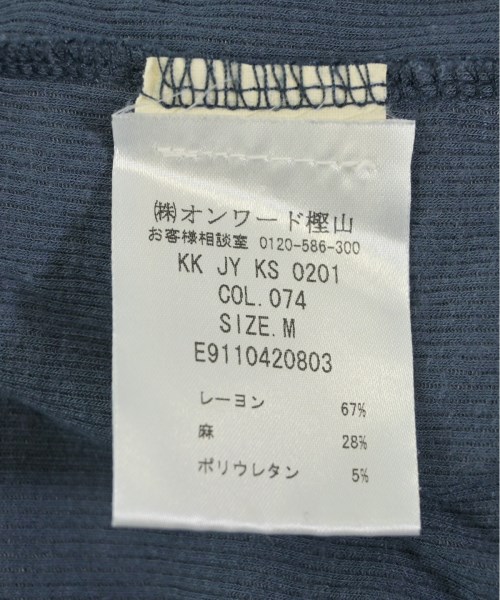 ㈱オンワード樫山
お客様相談室 0120-586-300
KK JY KS 0201
COL.074
SIZE.M
E9110420803
レーヨン 67%
麻 28%
ポリウレタン 5%